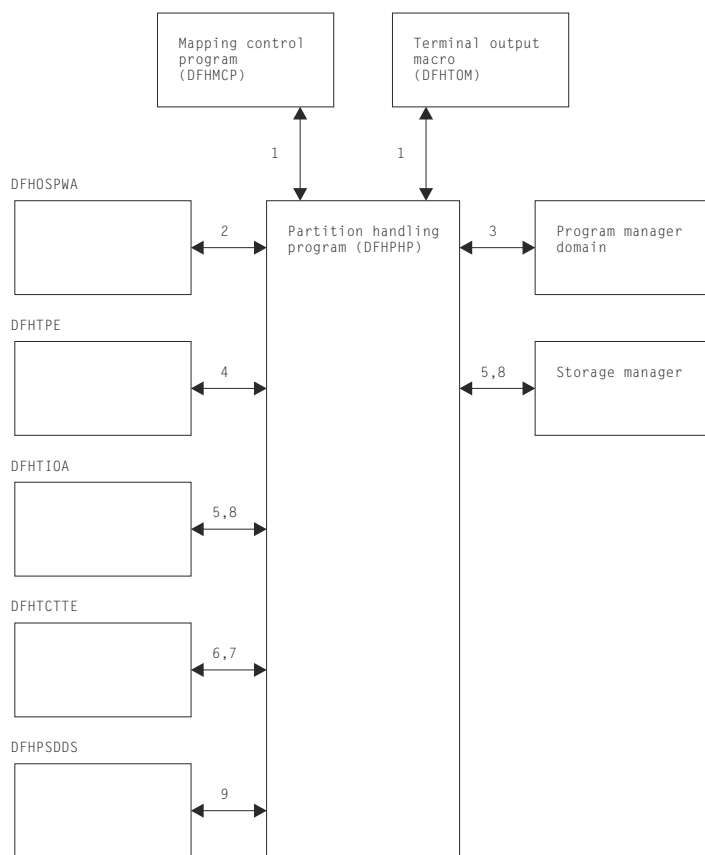 Mapping control
program
(DFHMCP)
Terminal output
macro
(DFHTOM)
1
1
DFHOSPWA
2
Partition handling
program (DFHPHP)
3
Program manager
domain
DFHTPE
4
5,8
Storage manager
DFHTIOA
5,8
DFHTCTTE
6,7
DFHPSDDS
9